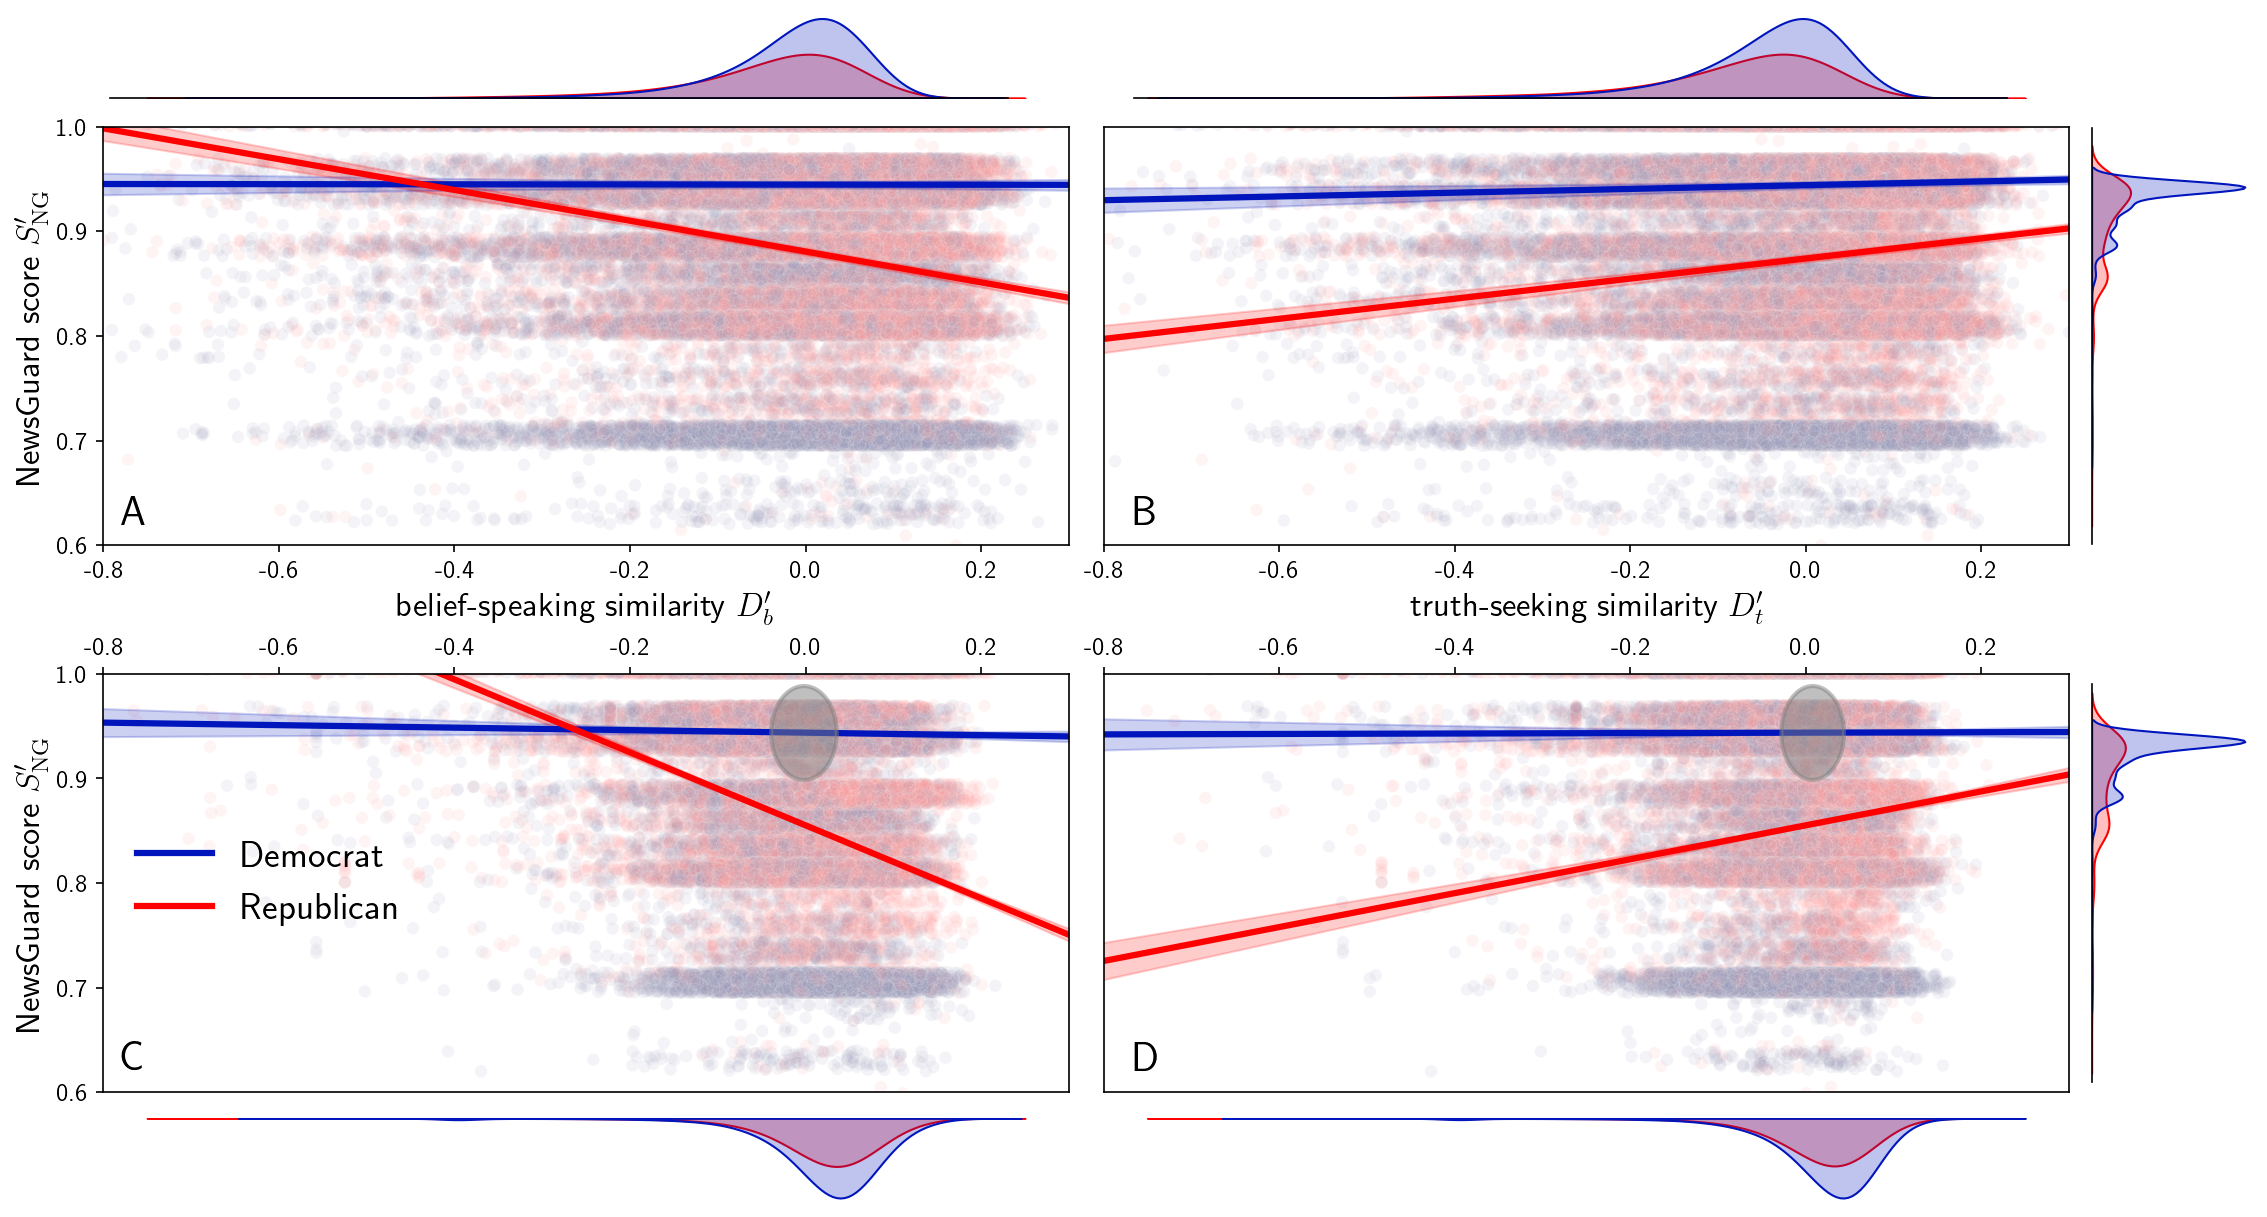 1.0
0.9
0.8
0.7
0.6
NewsGuard score S′NG
A
B
-0.8 -0.6 -0.4 -0.2 0.0 0.2
-0.8 -0.6 -0.4 -0.2 0.0 0.2
belief-speaking similarity D′b
truth-seeking similarity D′t
-0.8 -0.6 -0.4 -0.2 0.0 0.2
-0.8 -0.6 -0.4 -0.2 0.0 0.2
1.0
0.9
0.8
0.7
0.6
NewsGuard score S′NG
Democrat
Republican
C
D